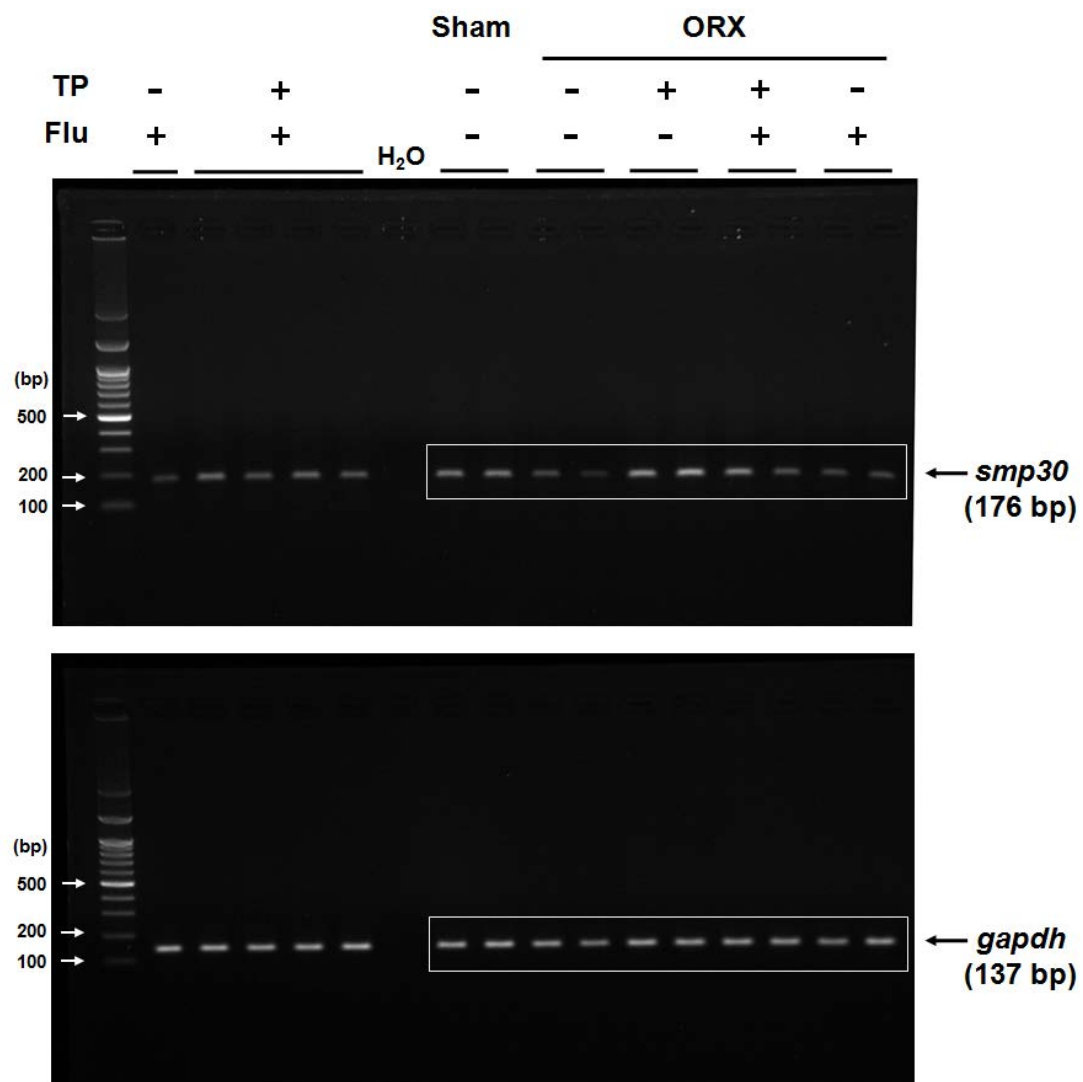 Sham ORX
TP - + - - + + -
Flu + + - - - + +
H₂O
(bp)
500
200
100
smp30
(176 bp)
(bp)
500
200
100
gapdh
(137 bp)